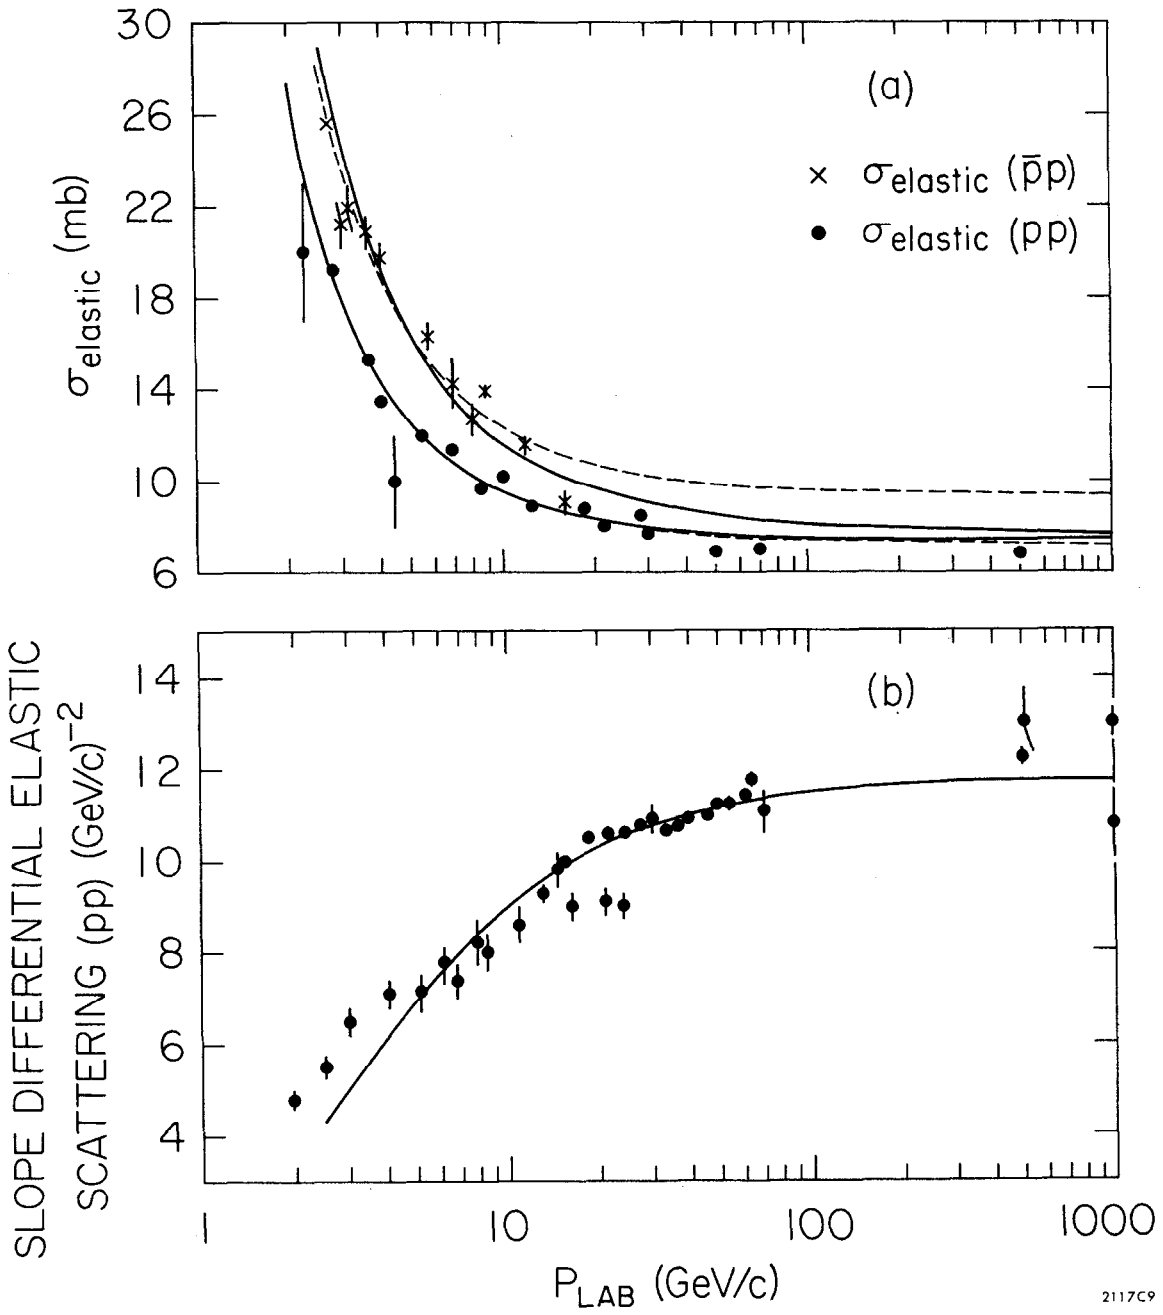 30
26
22
18
14
10
6
σelastic (mb)
(a)
× σelastic (p̄p)
● σelastic (pp)
14
12
10
8
6
4
SLOPE DIFFERENTIAL ELASTIC
SCATTERING (pp) (GeV/c)⁻²
(b)
1 10 100 1000
PLAB (GeV/c)
2117C9